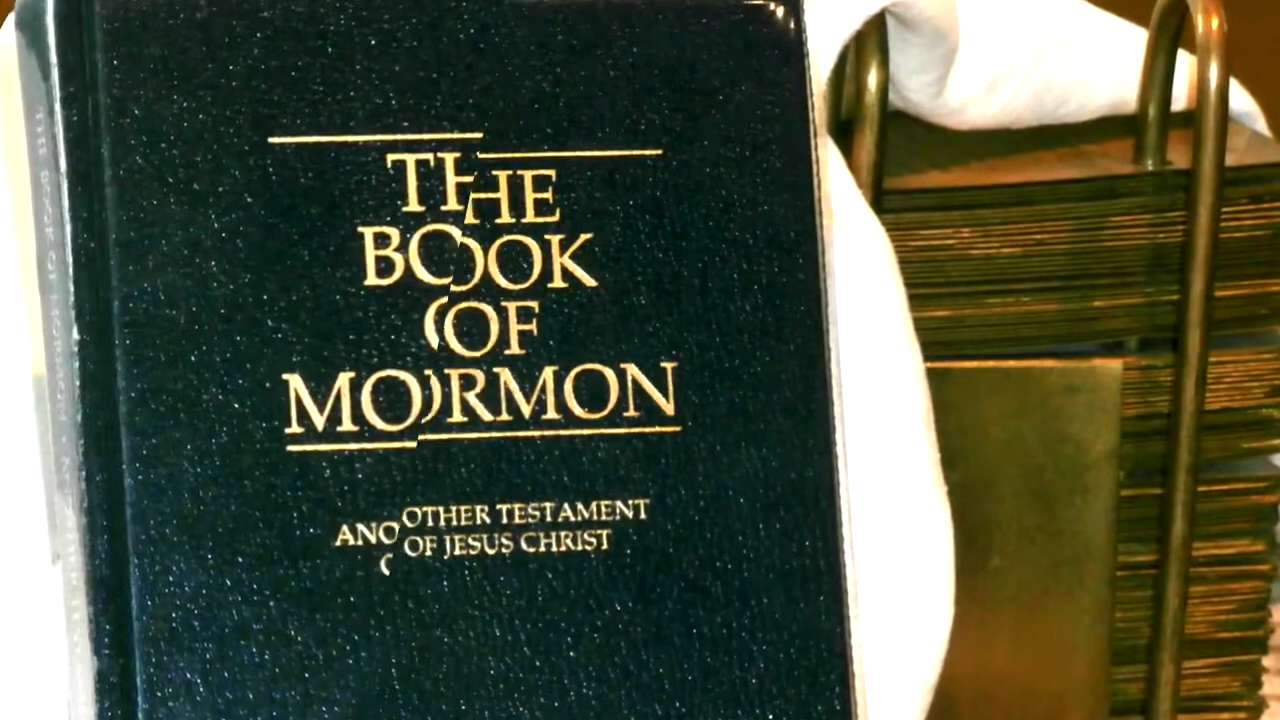 THE
BOOK
OF
MORMON
ANOTHER TESTAMENT
OF JESUS CHRIST